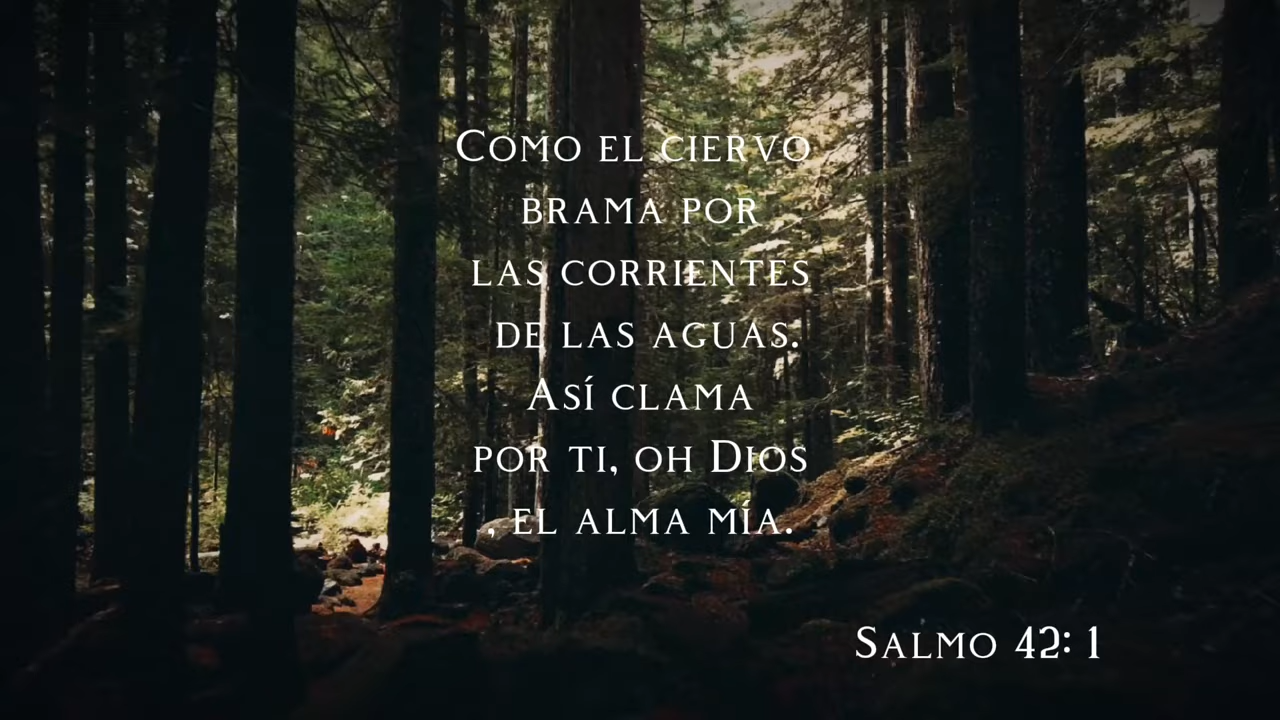 Como el ciervo
brama por
las corrientes
de las aguas.
Así clama
por ti, oh Dios
, el alma mía.
Salmo 42: 1